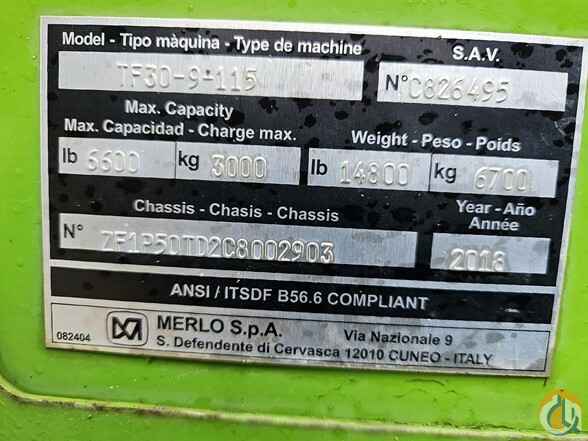 Model - Tipo màquina - Type de machine
S.A.V.
TF30-9-115
N° C826495
Max. Capacity
Max. Capacidad - Charge max.
Weight - Peso - Poids
lb 6600 kg 3000
lb 14800 kg 6700
Chassis - Chasis - Chassis
Year - Año
Année
N° ZF1P50TD2C8002903
2018
ANSI / ITSDF B56.6 COMPLIANT
MERLO S.p.A. Via Nazionale 9
082404 S. Defendente di Cervasca 12010 CUNEO - ITALY